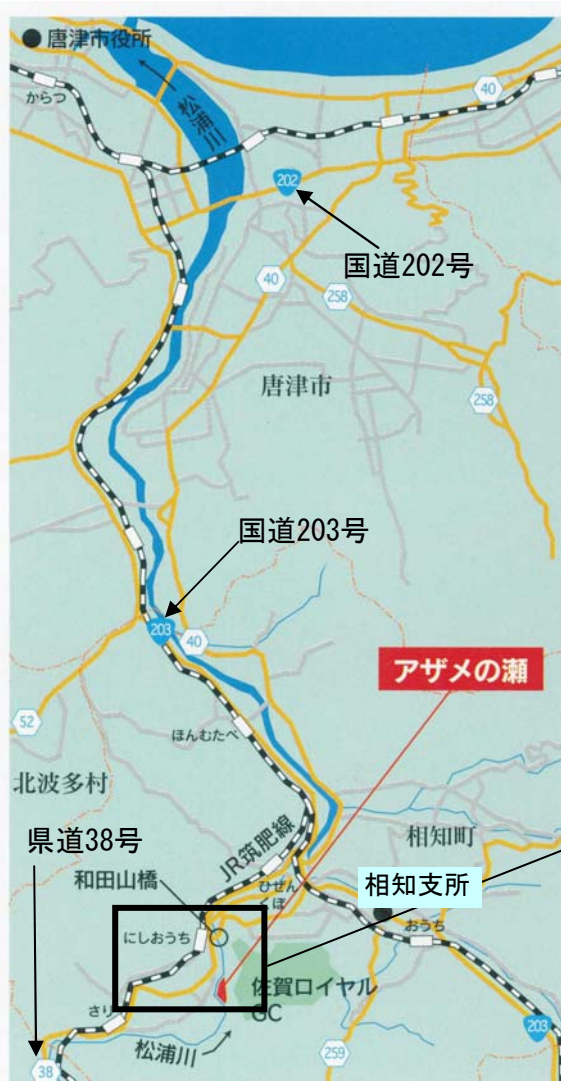 唐津市役所
からつ
松浦川
40
202
国道202号
40
258
唐津市
258
国道203号
203
40
アザメの瀬
52
ほんむたべ
北波多村
県道38号
JR筑肥線
相知町
和田山橋
ひぜん
くぼ
相知支所
にしおうち
おうち
佐賀ロイヤル
GC
さり
松浦川
203
259
38